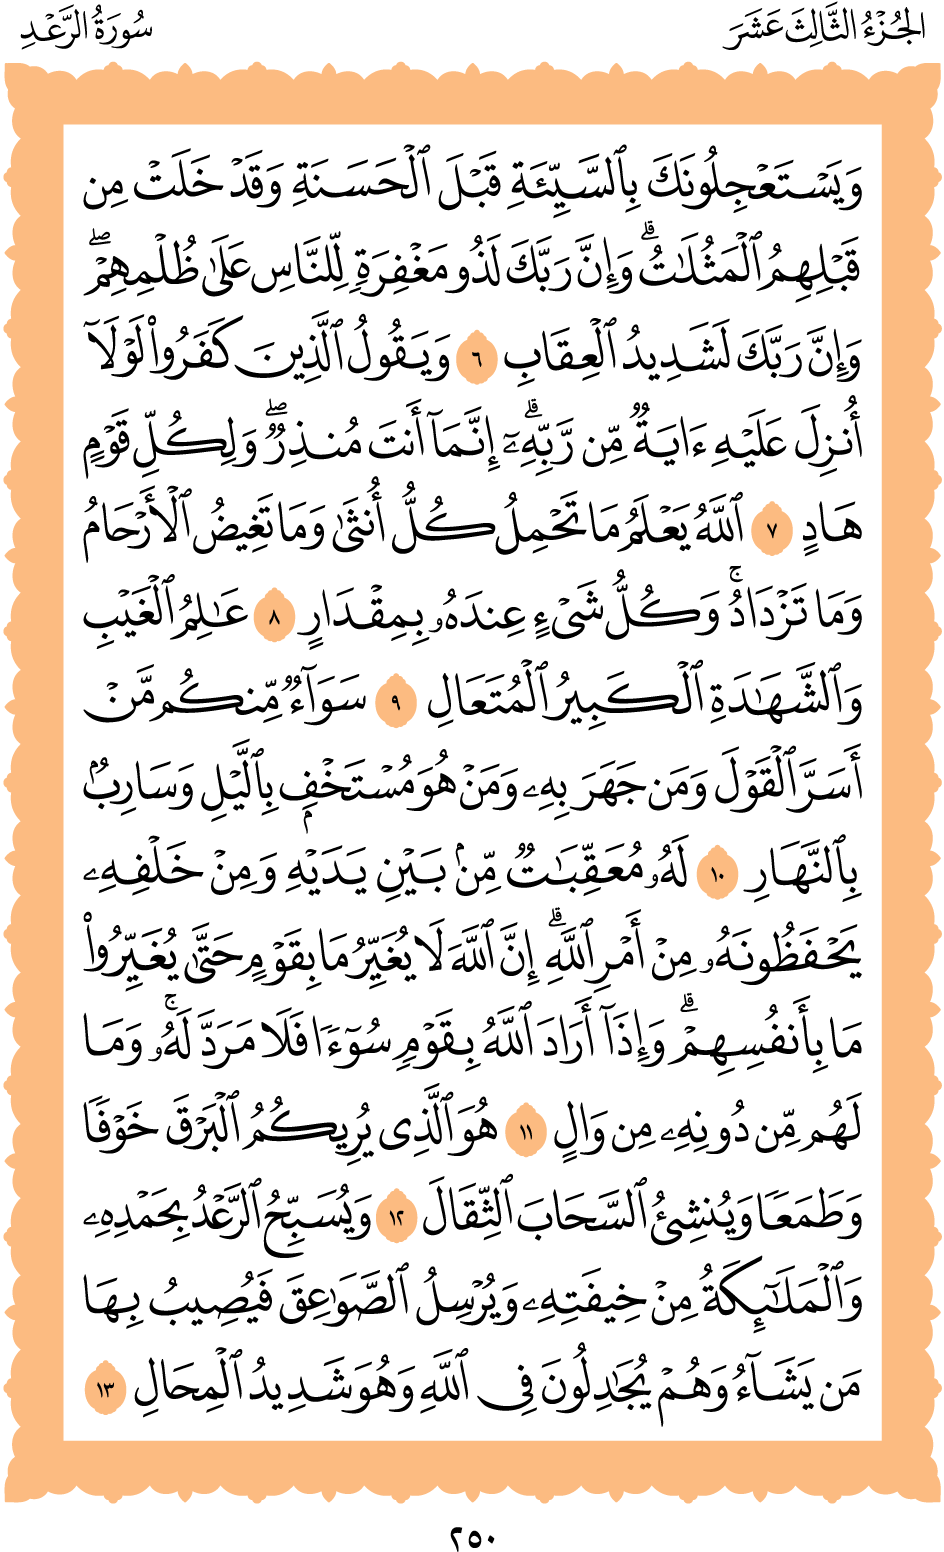 الجُزْءُ الثَّالِثَ عَشَرَ
سُورَةُ الرَّعْدِ
وَيَسْتَعْجِلُونَكَ بِٱلسَّيِّئَةِ قَبْلَ ٱلْحَسَنَةِ وَقَدْ خَلَتْ مِن
قَبْلِهِمُ ٱلْمَثُلَٰتُۗ وَإِنَّ رَبَّكَ لَذُو مَغْفِرَةٍ لِّلنَّاسِ عَلَىٰ ظُلْمِهِمْۖ
وَإِنَّ رَبَّكَ لَشَدِيدُ ٱلْعِقَابِ ٦ وَيَقُولُ ٱلَّذِينَ كَفَرُوا۟ لَوْلَآ
أُنزِلَ عَلَيْهِ ءَايَةٌ مِّن رَّبِّهِۦٓۗ إِنَّمَآ أَنتَ مُنذِرٌۖ وَلِكُلِّ قَوْمٍ
هَادٍ ٧ ٱللَّهُ يَعْلَمُ مَا تَحْمِلُ كُلُّ أُنثَىٰ وَمَا تَغِيضُ ٱلْأَرْحَامُ
وَمَا تَزْدَادُۚ وَكُلُّ شَىْءٍ عِندَهُۥ بِمِقْدَارٍ ٨ عَٰلِمُ ٱلْغَيْبِ
وَٱلشَّهَٰدَةِ ٱلْكَبِيرُ ٱلْمُتَعَالِ ٩ سَوَآءٌ مِّنكُم مَّنْ
أَسَرَّ ٱلْقَوْلَ وَمَن جَهَرَ بِهِۦ وَمَنْ هُوَ مُسْتَخْفٍۭ بِٱلَّيْلِ وَسَارِبٌۢ
بِٱلنَّهَارِ ١٠ لَهُۥ مُعَقِّبَٰتٌ مِّنۢ بَيْنِ يَدَيْهِ وَمِنْ خَلْفِهِۦ
يَحْفَظُونَهُۥ مِنْ أَمْرِ ٱللَّهِۗ إِنَّ ٱللَّهَ لَا يُغَيِّرُ مَا بِقَوْمٍ حَتَّىٰ يُغَيِّرُوا۟
مَا بِأَنفُسِهِمْۗ وَإِذَآ أَرَادَ ٱللَّهُ بِقَوْمٍ سُوٓءًا فَلَا مَرَدَّ لَهُۥۚ وَمَا
لَهُم مِّن دُونِهِۦ مِن وَالٍ ١١ هُوَ ٱلَّذِى يُرِيكُمُ ٱلْبَرْقَ خَوْفًا
وَطَمَعًا وَيُنشِئُ ٱلسَّحَابَ ٱلثِّقَالَ ١٢ وَيُسَبِّحُ ٱلرَّعْدُ بِحَمْدِهِۦ
وَٱلْمَلَٰٓئِكَةُ مِنْ خِيفَتِهِۦ وَيُرْسِلُ ٱلصَّوَٰعِقَ فَيُصِيبُ بِهَا
مَن يَشَآءُ وَهُمْ يُجَٰدِلُونَ فِى ٱللَّهِ وَهُوَ شَدِيدُ ٱلْمِحَالِ ١٣
٢٥٠